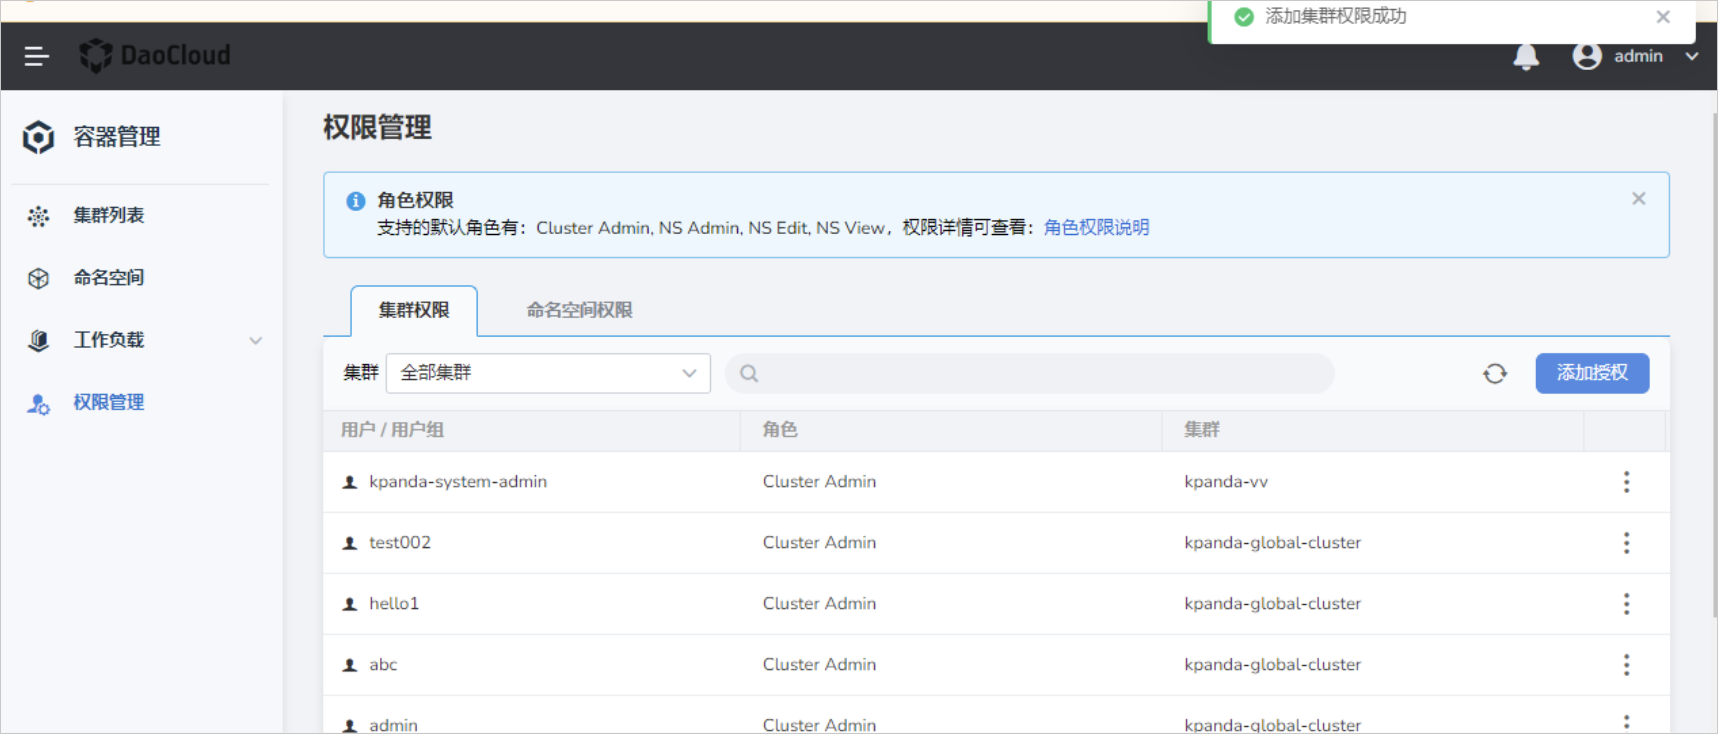 添加集群权限成功
DaoCloud
admin
容器管理
集群列表
命名空间
工作负载
权限管理
权限管理
角色权限
支持的默认角色有：Cluster Admin, NS Admin, NS Edit, NS View，权限详情可查看：角色权限说明
集群权限 命名空间权限
集群 全部集群 添加授权
用户 / 用户组 角色 集群
kpanda-system-admin Cluster Admin kpanda-vv
test002 Cluster Admin kpanda-global-cluster
hello1 Cluster Admin kpanda-global-cluster
abc Cluster Admin kpanda-global-cluster
admin Cluster Admin kpanda-global-cluster